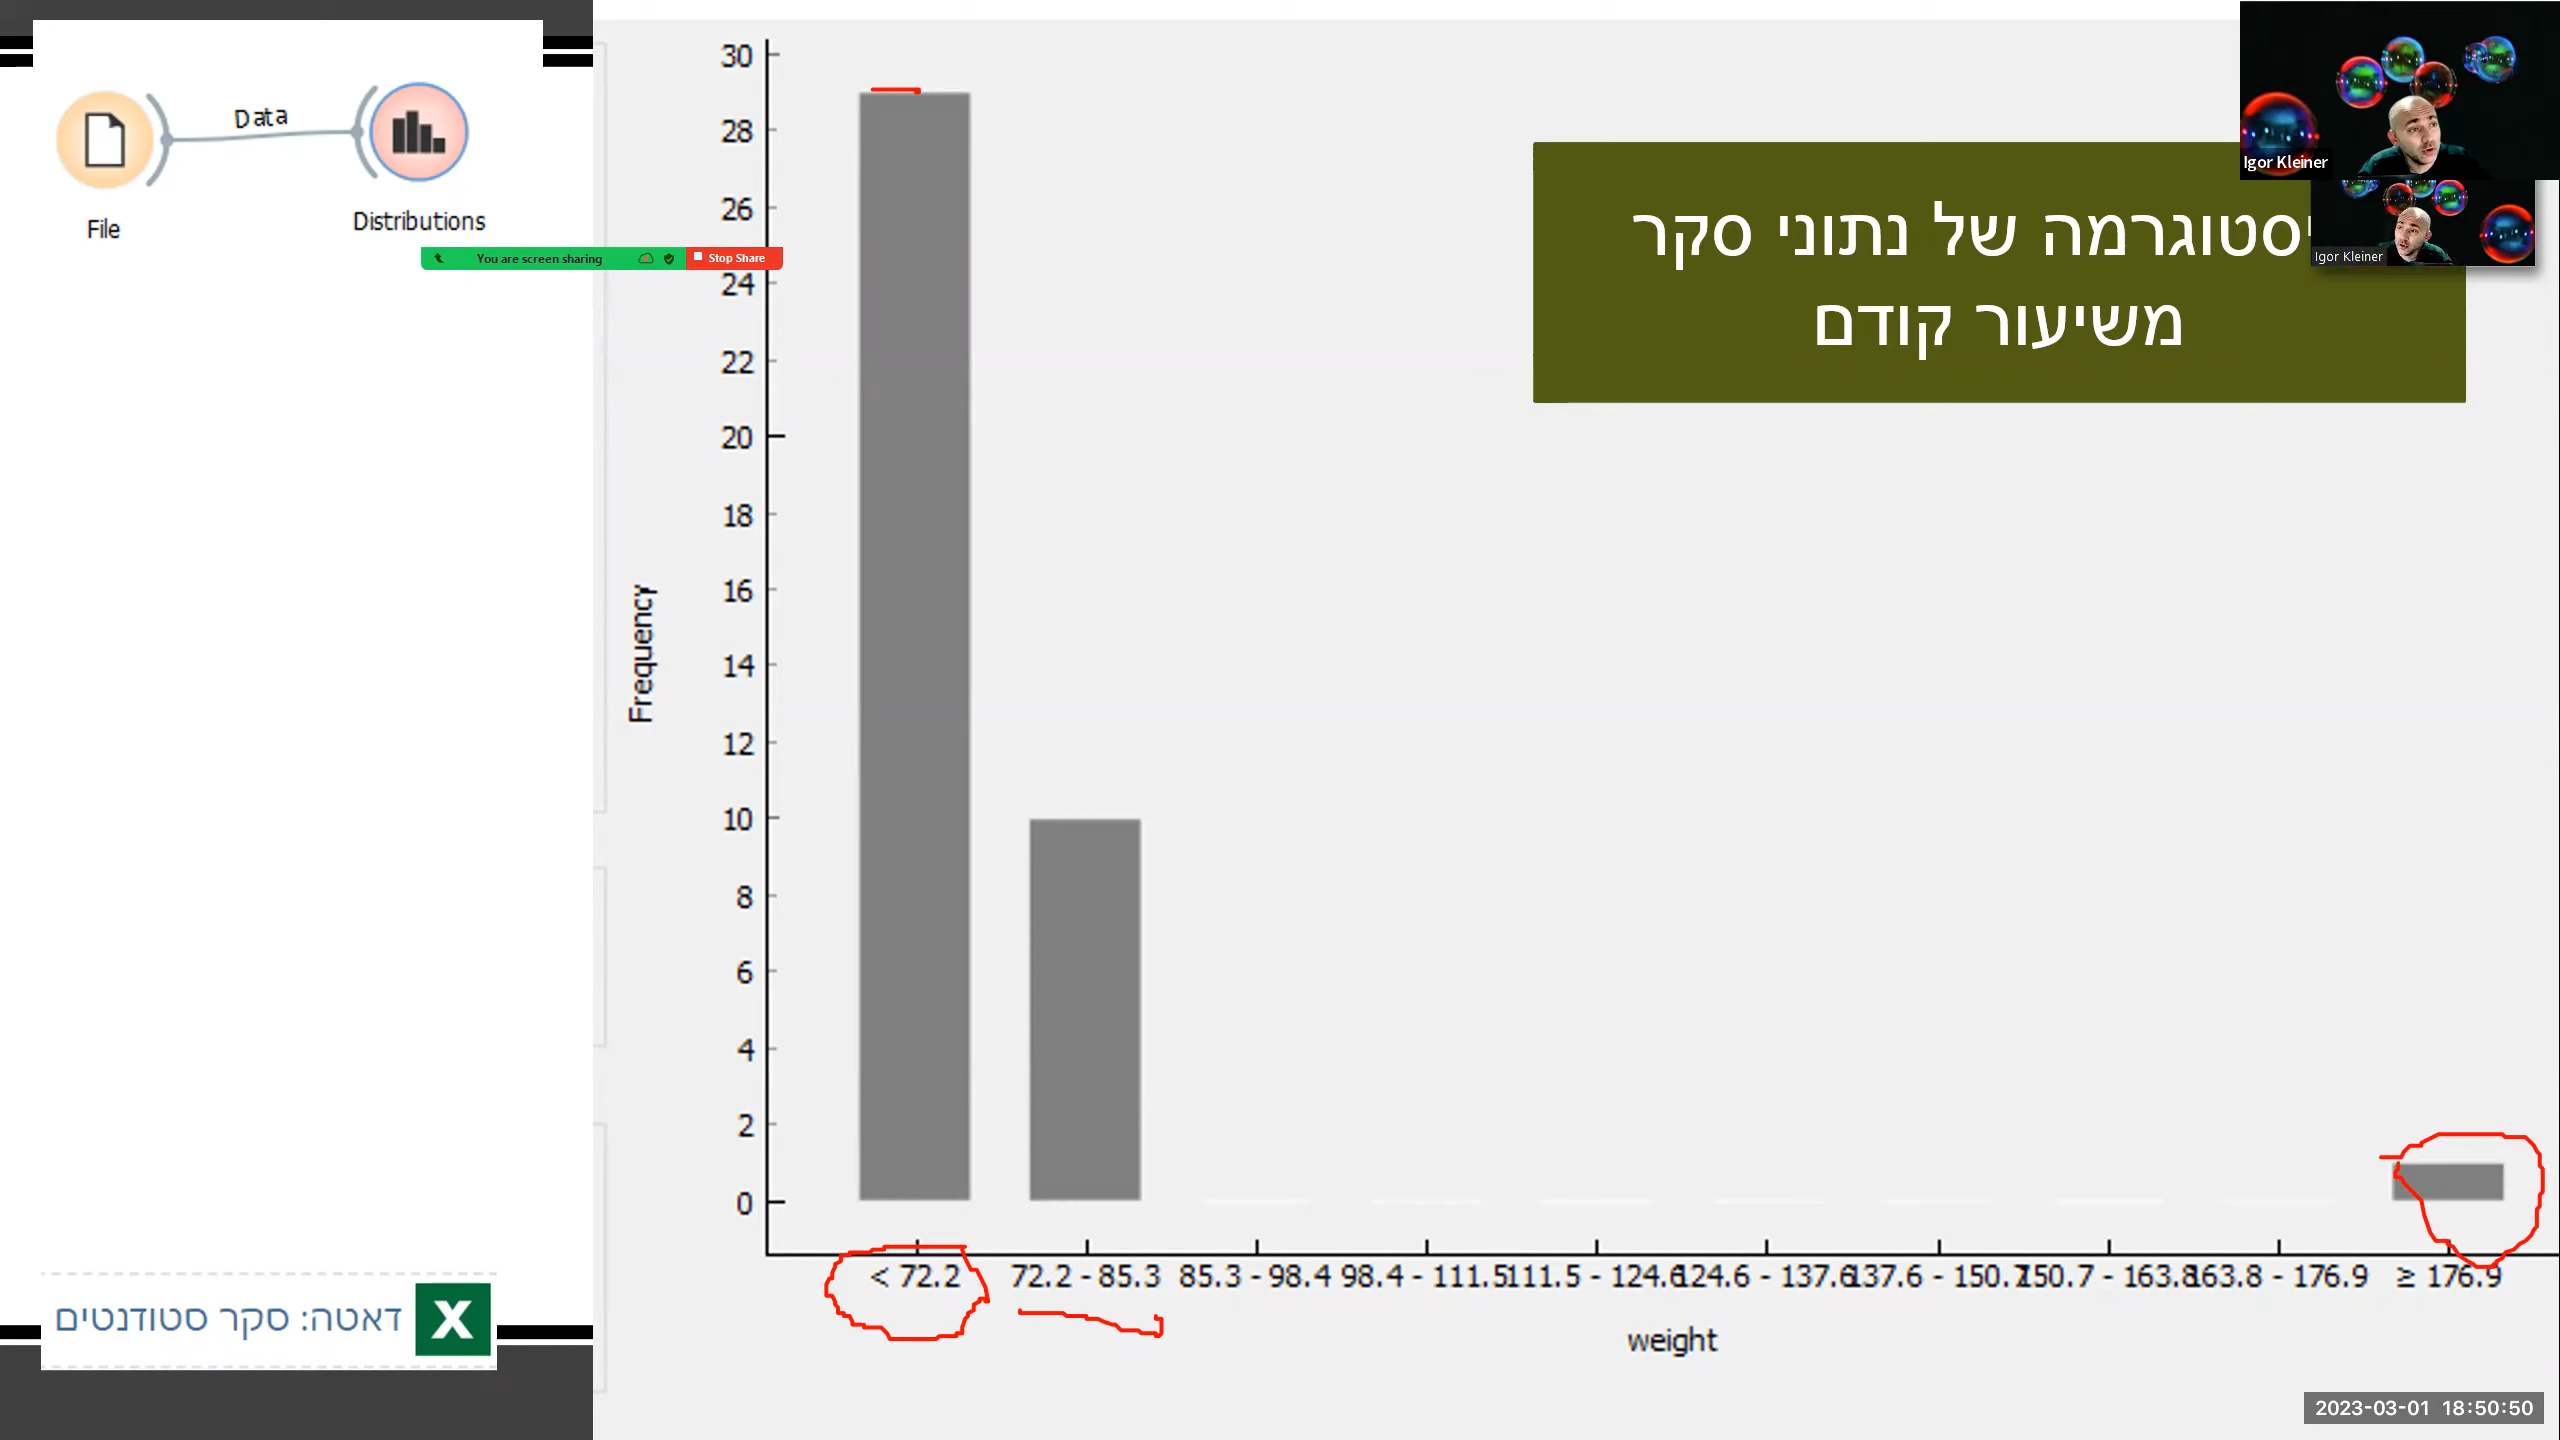 Data
File
Distributions
You are screen sharing
Stop Share
30
28
26
24
22
20
18
16
14
12
10
8
6
4
2
0
Frequency
< 72.2 72.2 - 85.3 85.3 - 98.4 98.4 - 111.5 111.5 - 124.6 124.6 - 137.6 137.6 - 150.7 150.7 - 163.8 163.8 - 176.9 ≥ 176.9
weight
של נתוני סקר
משיעור קודם
Igor Kleiner
Igor Kleiner
דאטה: סקר סטודנטים
X
2023-03-01 18:50:50